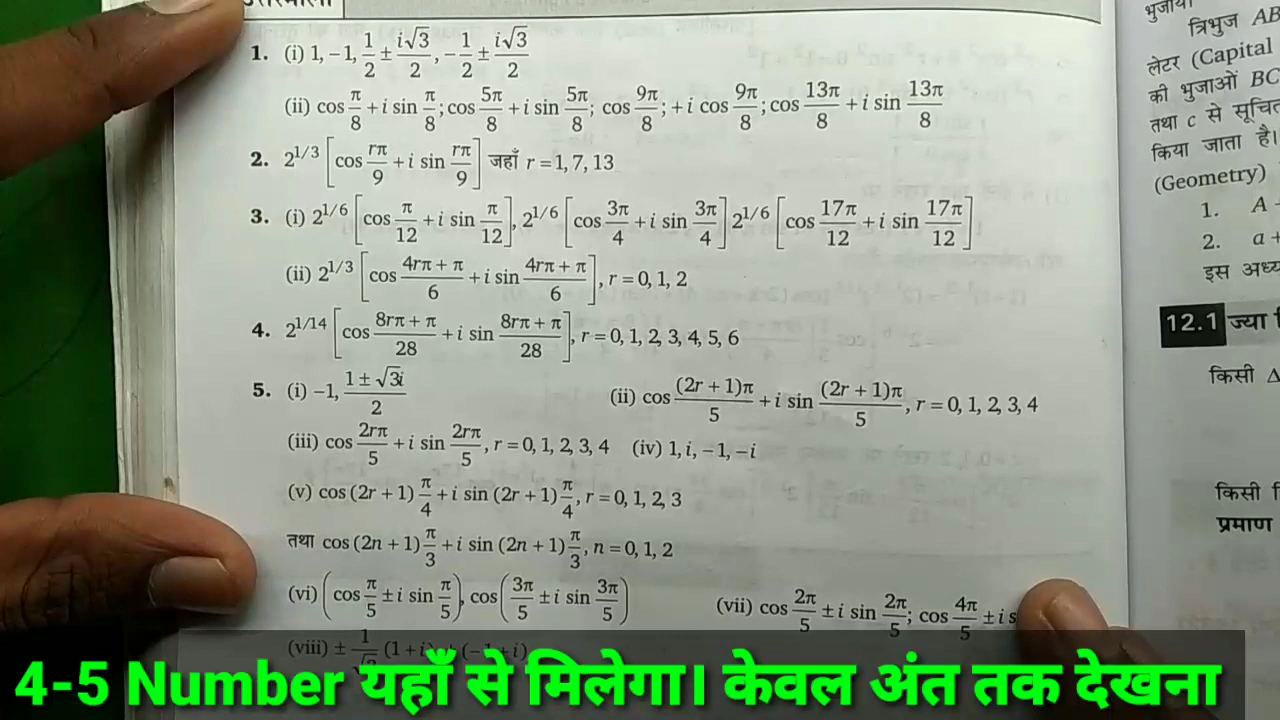 उत्तरमाला
1. (i) 1, −1, 1/2 ± i√3/2, −1/2 ± i√3/2
(ii) cos π/8 + i sin π/8; cos 5π/8 + i sin 5π/8; cos 9π/8; + i cos 9π/8; cos 13π/8 + i sin 13π/8
2. 2^1/3 [cos rπ/9 + i sin rπ/9] जहाँ r = 1, 7, 13
3. (i) 2^1/6 [cos π/12 + i sin π/12], 2^1/6 [cos 3π/4 + i sin 3π/4] 2^1/6 [cos 17π/12 + i sin 17π/12]
(ii) 2^1/3 [cos 4rπ + π/6 + i sin 4rπ + π/6], r = 0, 1, 2
4. 2^1/14 [cos 8rπ + π/28 + i sin 8rπ + π/28], r = 0, 1, 2, 3, 4, 5, 6
5. (i) −1, 1 ± √3i/2 (ii) cos (2r + 1)π/5 + i sin (2r + 1)π/5, r = 0, 1, 2, 3, 4
(iii) cos 2rπ/5 + i sin 2rπ/5, r = 0, 1, 2, 3, 4 (iv) 1, i, −1, −i
(v) cos (2r + 1) π/4 + i sin (2r + 1) π/4, r = 0, 1, 2, 3
तथा cos (2n + 1) π/3 + i sin (2n + 1) π/3, n = 0, 1, 2
(vi) (cos π/5 ± i sin π/5), cos (3π/5 ± i sin 3π/5) (vii) cos 2π/5 ± i sin 2π/5; cos 4π/5 ± i s
(viii) ± 1 (1 + i)
भुजाया
त्रिभुज AB
लेटर (Capital
की भुजाओं BC
तथा c से सूचित
किया जाता है।
(Geometry)
1. A
2. a +
इस अध्य
12.1 ज्या
किसी Δ
किसी
प्रमाण
4-5 Number यहाँ से मिलेगा। केवल अंत तक देखना